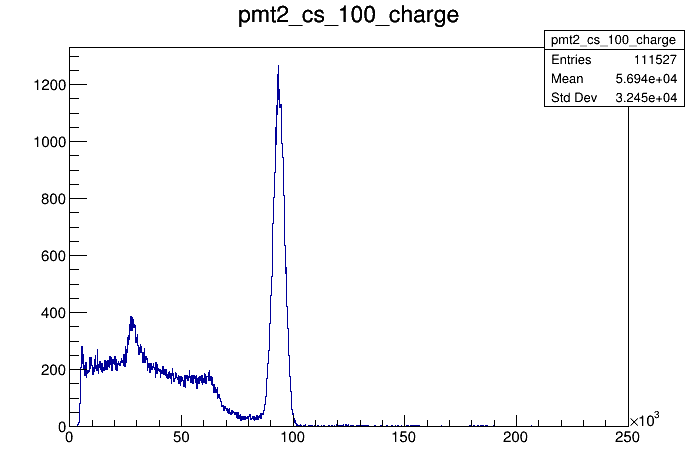 pmt2_cs_100_charge
pmt2_cs_100_charge
Entries 111527
Mean 5.694e+04
Std Dev 3.245e+04
1200
1000
800
600
400
200
0
0 50 100 150 200 250
×10³